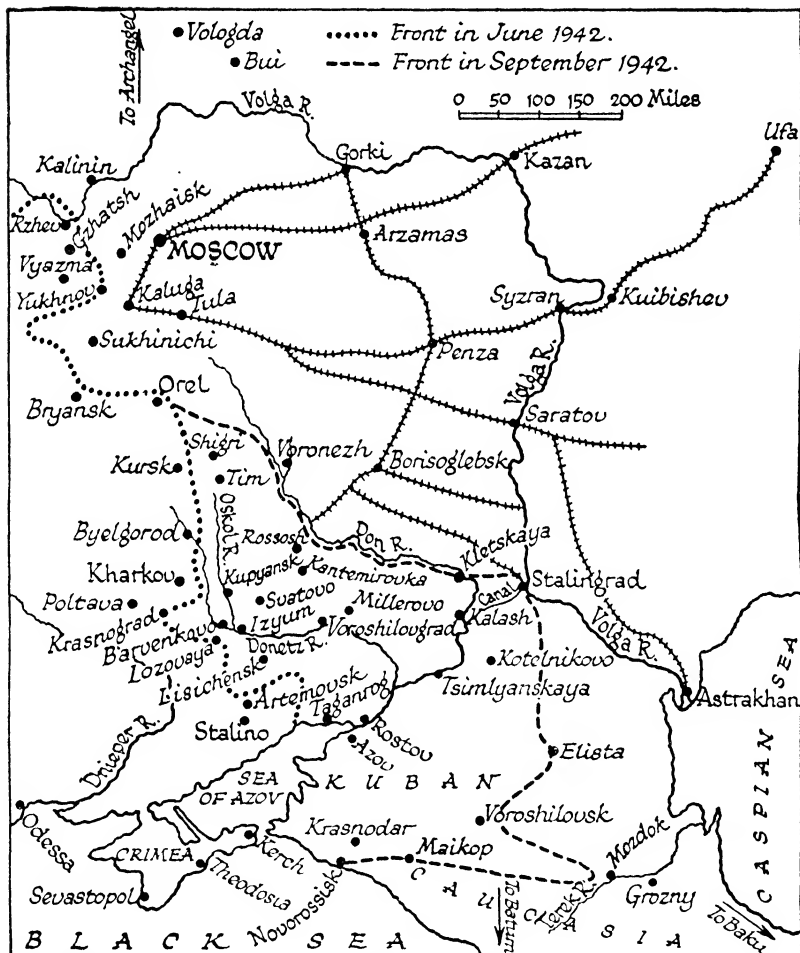 To Archangel
Vologda
Bui
Front in June 1942.
Front in September 1942.
Volga R.
0 50 100 150 200 Miles
Ufa
Kalinin
Gorki
Kazan
Rzhev
Gzhatsh
Mozhaisk
MOSCOW
Arzamas
Vyazma
Yukhnov
Kaluga
Tula
Syzran
Kuibishev
Sukhinichi
Penza
Volga R.
Orel
Bryansk
Saratov
Shigri
Voronezh
Borisoglebsk
Kursk
Tim
Oskol R.
Byelgorod
Rossosh
Don R.
Kletskaya
Kharkov
Kupyansk
Kantemirovka
Stalingrad
Poltava
Svatovo
Millerovo
Canal
Krasnograd
Izyum
Voroshilovgrad
Kalash
Volga R.
Barvenkovo
Lozovaya
Donetz R.
Kotelnikovo
Lisichensk
Tsimlyanskaya
Astrakhan
Artemovsk
Taganrog
Stalino
Rostov
Azov
Dnieper R.
Elista
SEA
OF AZOV
KUBAN
CASPIAN SEA
Odessa
Voroshilovsk
Krasnodar
Kerch
Maikop
Mozdok
CRIMEA
Theodosia
Sevastopol
Novorossisk
CAUCASIA
Terek R.
Grozny
To Batum
To Baku
BLACK SEA